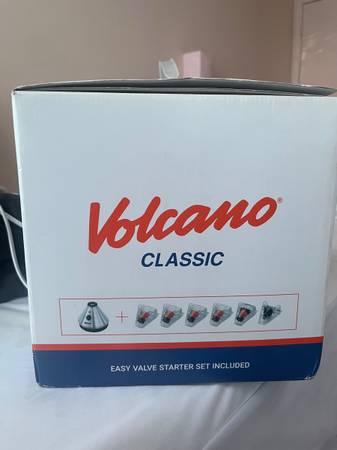 Volcano®
CLASSIC
+
EASY VALVE STARTER SET INCLUDED